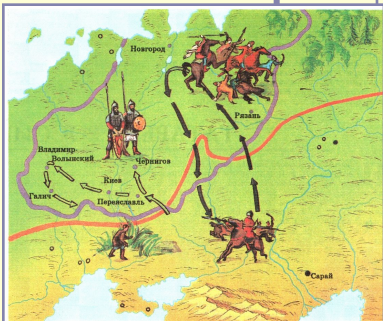 Новгород
Рязань
Владимир-
Волынский
Чернигов
Киев
Галич
Переяславль
Сарай